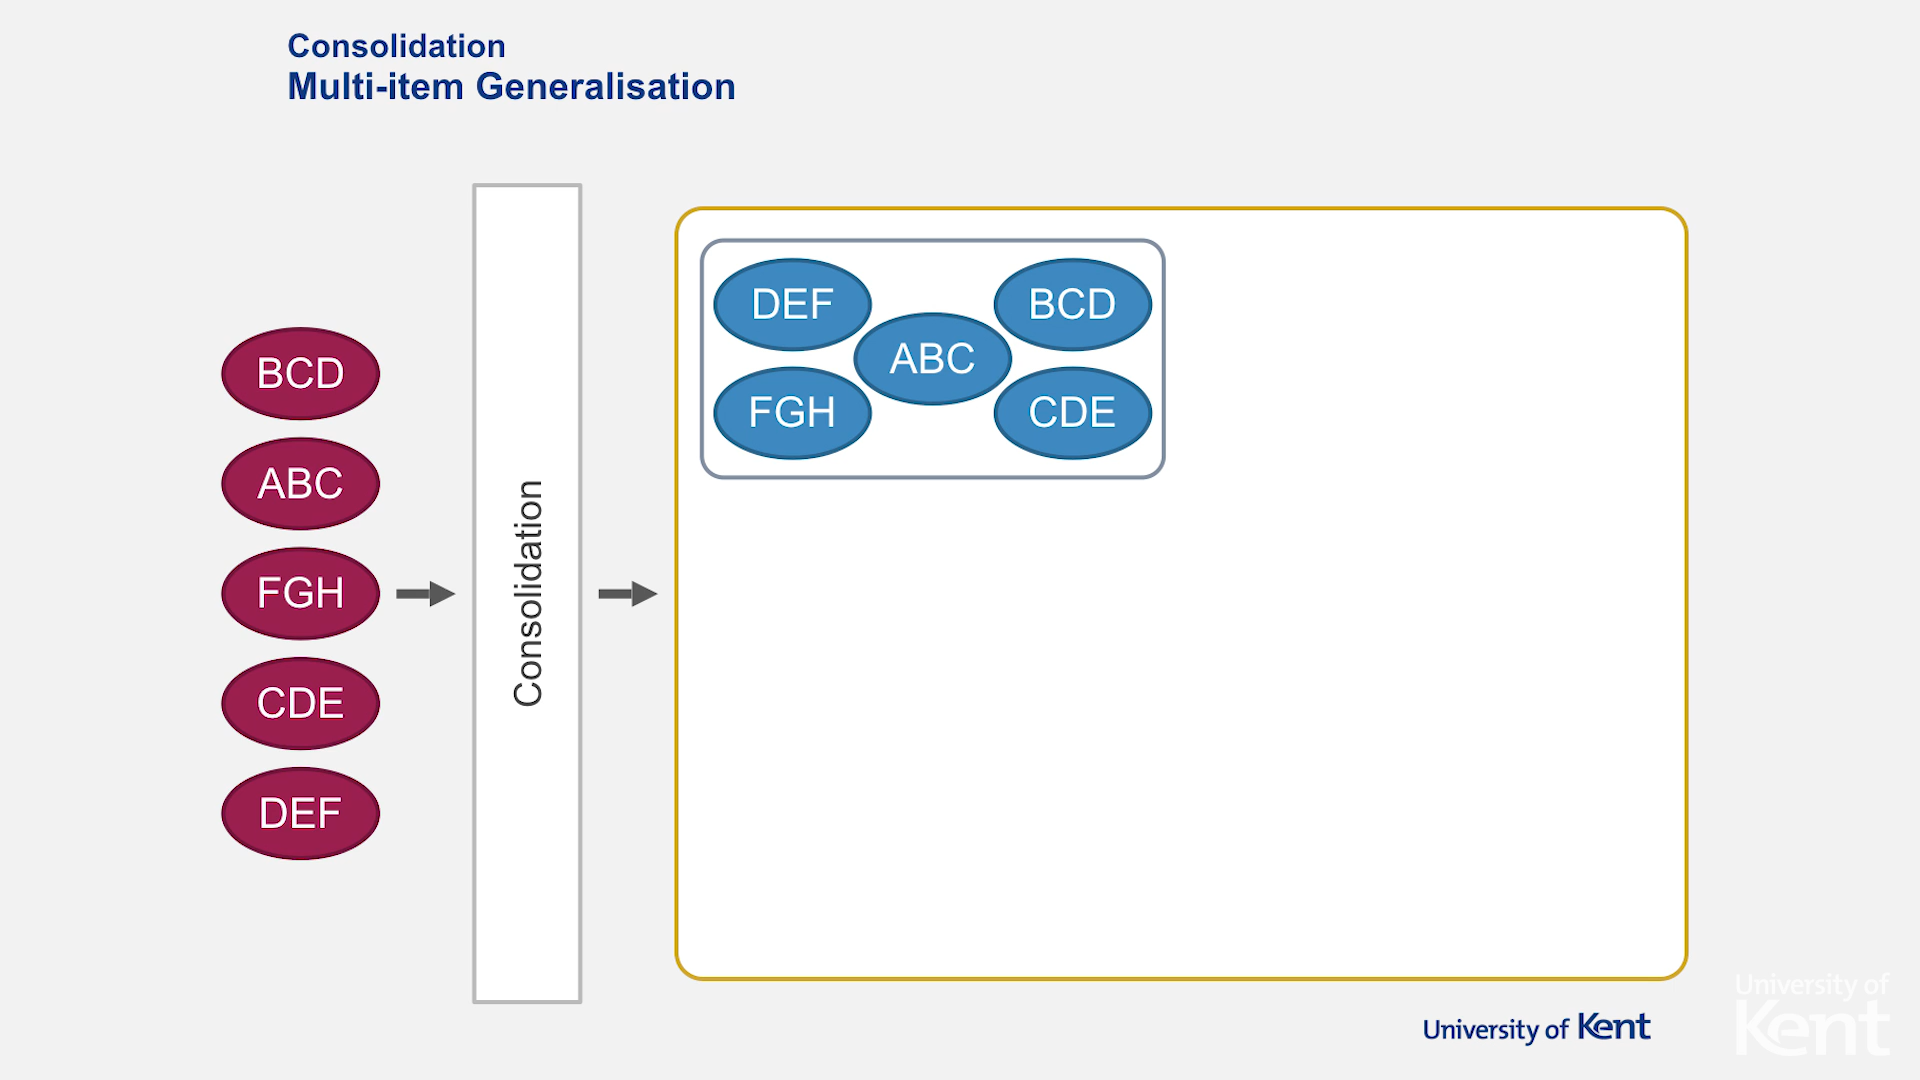 Consolidation
Multi-item Generalisation
BCD
ABC
FGH
CDE
DEF
Consolidation
DEF
BCD
ABC
FGH
CDE
University of Kent
University of
Kent